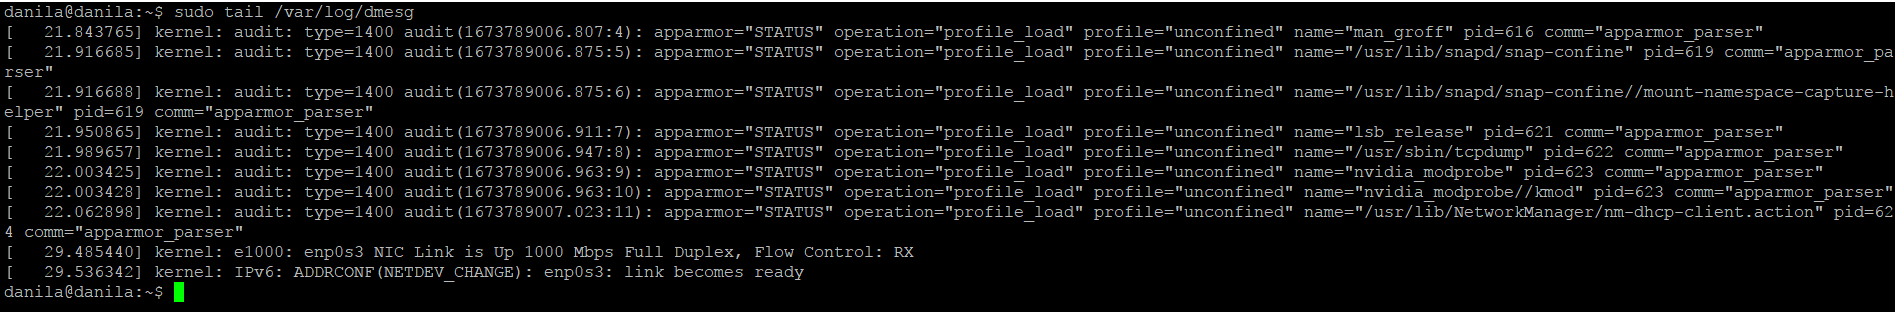 danila@danila:~$ sudo tail /var/log/dmesg
[   21.843765] kernel: audit: type=1400 audit(1673789006.807:4): apparmor="STATUS" operation="profile_load" profile="unconfined" name="man_groff" pid=616 comm="apparmor_parser"
[   21.916685] kernel: audit: type=1400 audit(1673789006.875:5): apparmor="STATUS" operation="profile_load" profile="unconfined" name="/usr/lib/snapd/snap-confine" pid=619 comm="apparmor_pa
rser"
[   21.916688] kernel: audit: type=1400 audit(1673789006.875:6): apparmor="STATUS" operation="profile_load" profile="unconfined" name="/usr/lib/snapd/snap-confine//mount-namespace-capture-h
elper" pid=619 comm="apparmor_parser"
[   21.950865] kernel: audit: type=1400 audit(1673789006.911:7): apparmor="STATUS" operation="profile_load" profile="unconfined" name="lsb_release" pid=621 comm="apparmor_parser"
[   21.989657] kernel: audit: type=1400 audit(1673789006.947:8): apparmor="STATUS" operation="profile_load" profile="unconfined" name="/usr/sbin/tcpdump" pid=622 comm="apparmor_parser"
[   22.003425] kernel: audit: type=1400 audit(1673789006.963:9): apparmor="STATUS" operation="profile_load" profile="unconfined" name="nvidia_modprobe" pid=623 comm="apparmor_parser"
[   22.003428] kernel: audit: type=1400 audit(1673789006.963:10): apparmor="STATUS" operation="profile_load" profile="unconfined" name="nvidia_modprobe//kmod" pid=623 comm="apparmor_parser"
[   22.062898] kernel: audit: type=1400 audit(1673789007.023:11): apparmor="STATUS" operation="profile_load" profile="unconfined" name="/usr/lib/NetworkManager/nm-dhcp-client.action" pid=62
4 comm="apparmor_parser"
[   29.485440] kernel: e1000: enp0s3 NIC Link is Up 1000 Mbps Full Duplex, Flow Control: RX
[   29.536342] kernel: IPv6: ADDRCONF(NETDEV_CHANGE): enp0s3: link becomes ready
danila@danila:~$